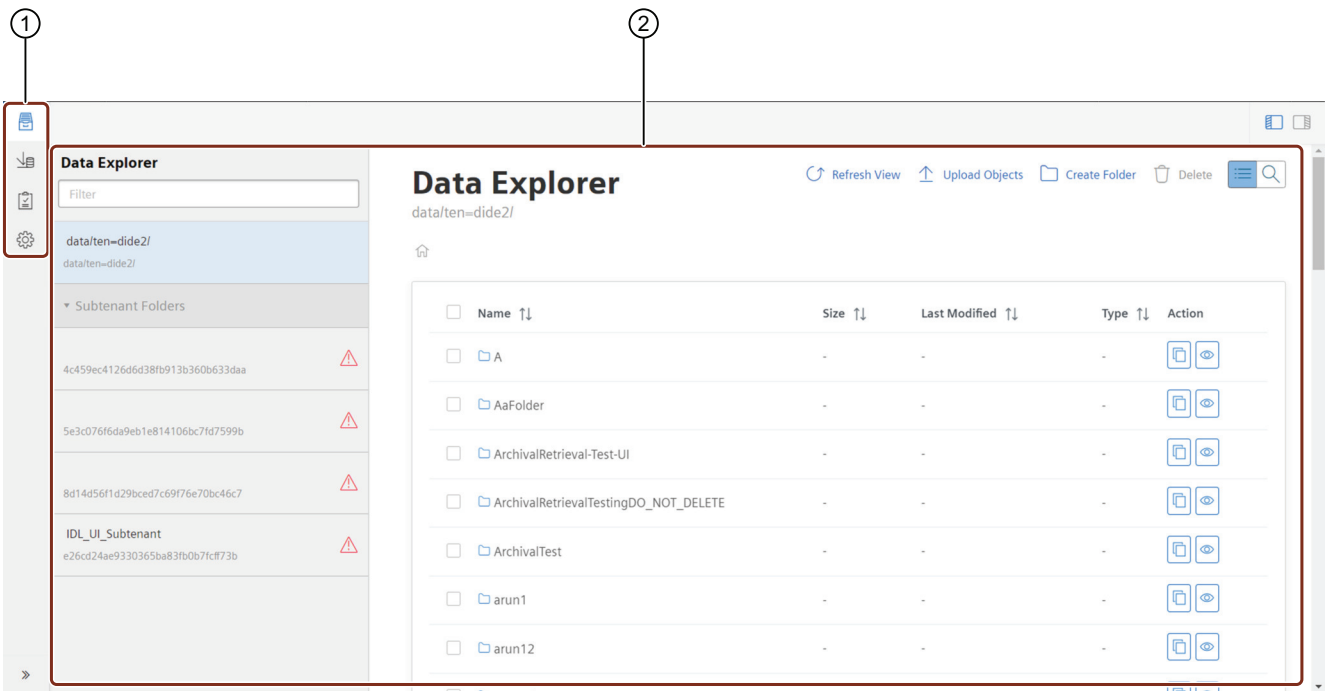 1
2
Data Explorer
Filter
data/ten=dide2/
data/ten=dide2/
Subtenant Folders
4c459ec4126d6d38fb913b360b633daa
5e3c076f6da9eb1e814106bc7fd7599b
8d14d56f1d29bced7c69f76e70bc46c7
IDL_UI_Subtenant
e26cd24ae9330365ba83fb0b7fcff73b
Data Explorer
data/ten=dide2/
Refresh View Upload Objects Create Folder Delete
Name Size Last Modified Type Action
A - - -
AaFolder - - -
ArchivalRetrieval-Test-UI - - -
ArchivalRetrievalTestingDO_NOT_DELETE - - -
ArchivalTest - - -
arun1 - - -
arun12 - - -